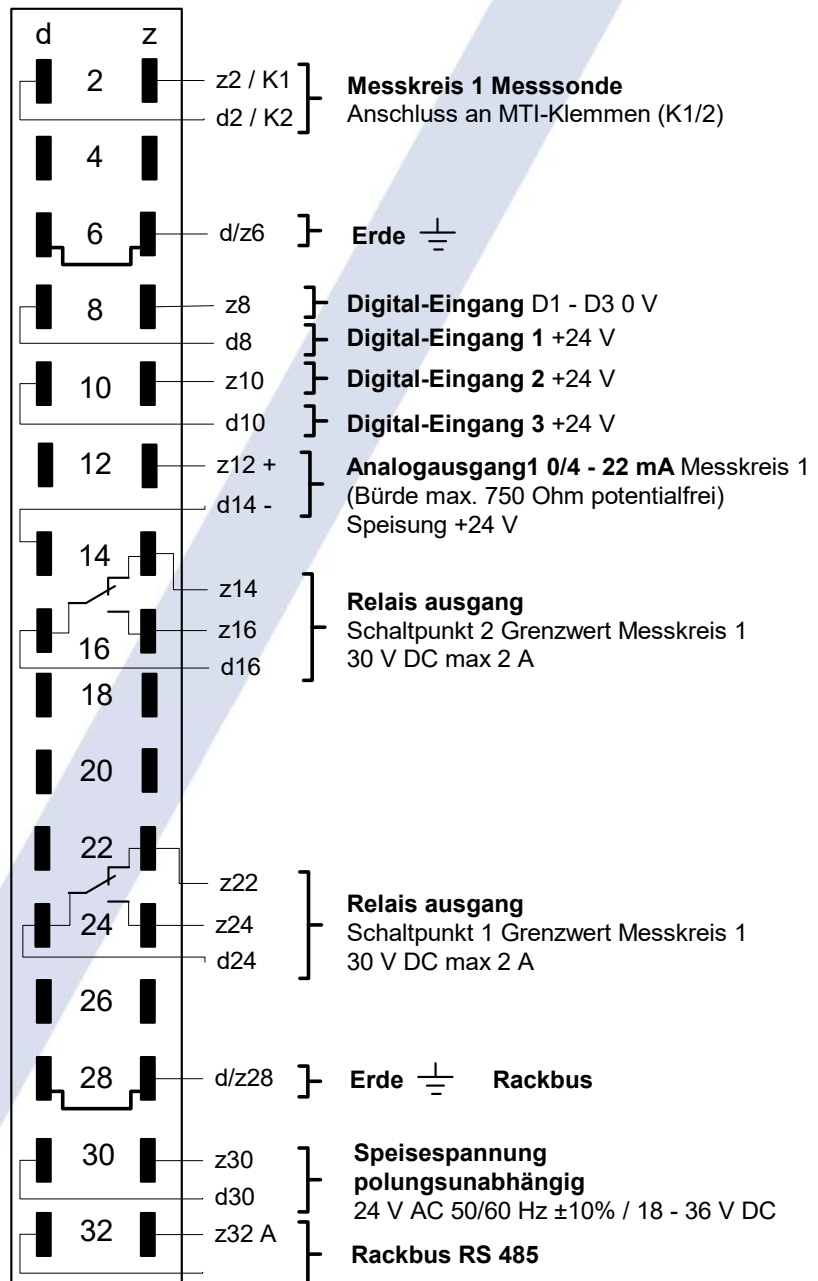 d z
2 z2 / K1 Messkreis 1 Messsonde
d2 / K2 Anschluss an MTI-Klemmen (K1/2)
4
6 d/z6 Erde
8 z8 Digital-Eingang D1 - D3 0 V
d8 Digital-Eingang 1 +24 V
10 z10 Digital-Eingang 2 +24 V
d10 Digital-Eingang 3 +24 V
12 z12 + Analogausgang1 0/4 - 22 mA Messkreis 1
(Bürde max. 750 Ohm potentialfrei)
d14 - Speisung +24 V
14
z14 Relais ausgang
z16 Schaltpunkt 2 Grenzwert Messkreis 1
16 d16 30 V DC max 2 A
18
20
22
z22 Relais ausgang
24 z24 Schaltpunkt 1 Grenzwert Messkreis 1
d24 30 V DC max 2 A
26
28 d/z28 Erde Rackbus
30 z30 Speisespannung
polungsunabhängig
d30 24 V AC 50/60 Hz ±10% / 18 - 36 V DC
32 z32 A Rackbus RS 485